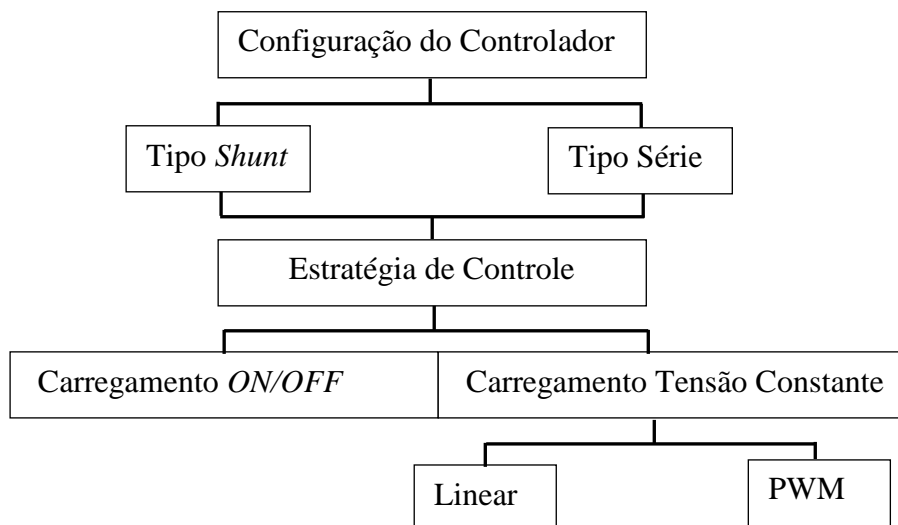 Configuração do Controlador
Tipo Shunt
Tipo Série
Estratégia de Controle
Carregamento ON/OFF
Carregamento Tensão Constante
Linear
PWM